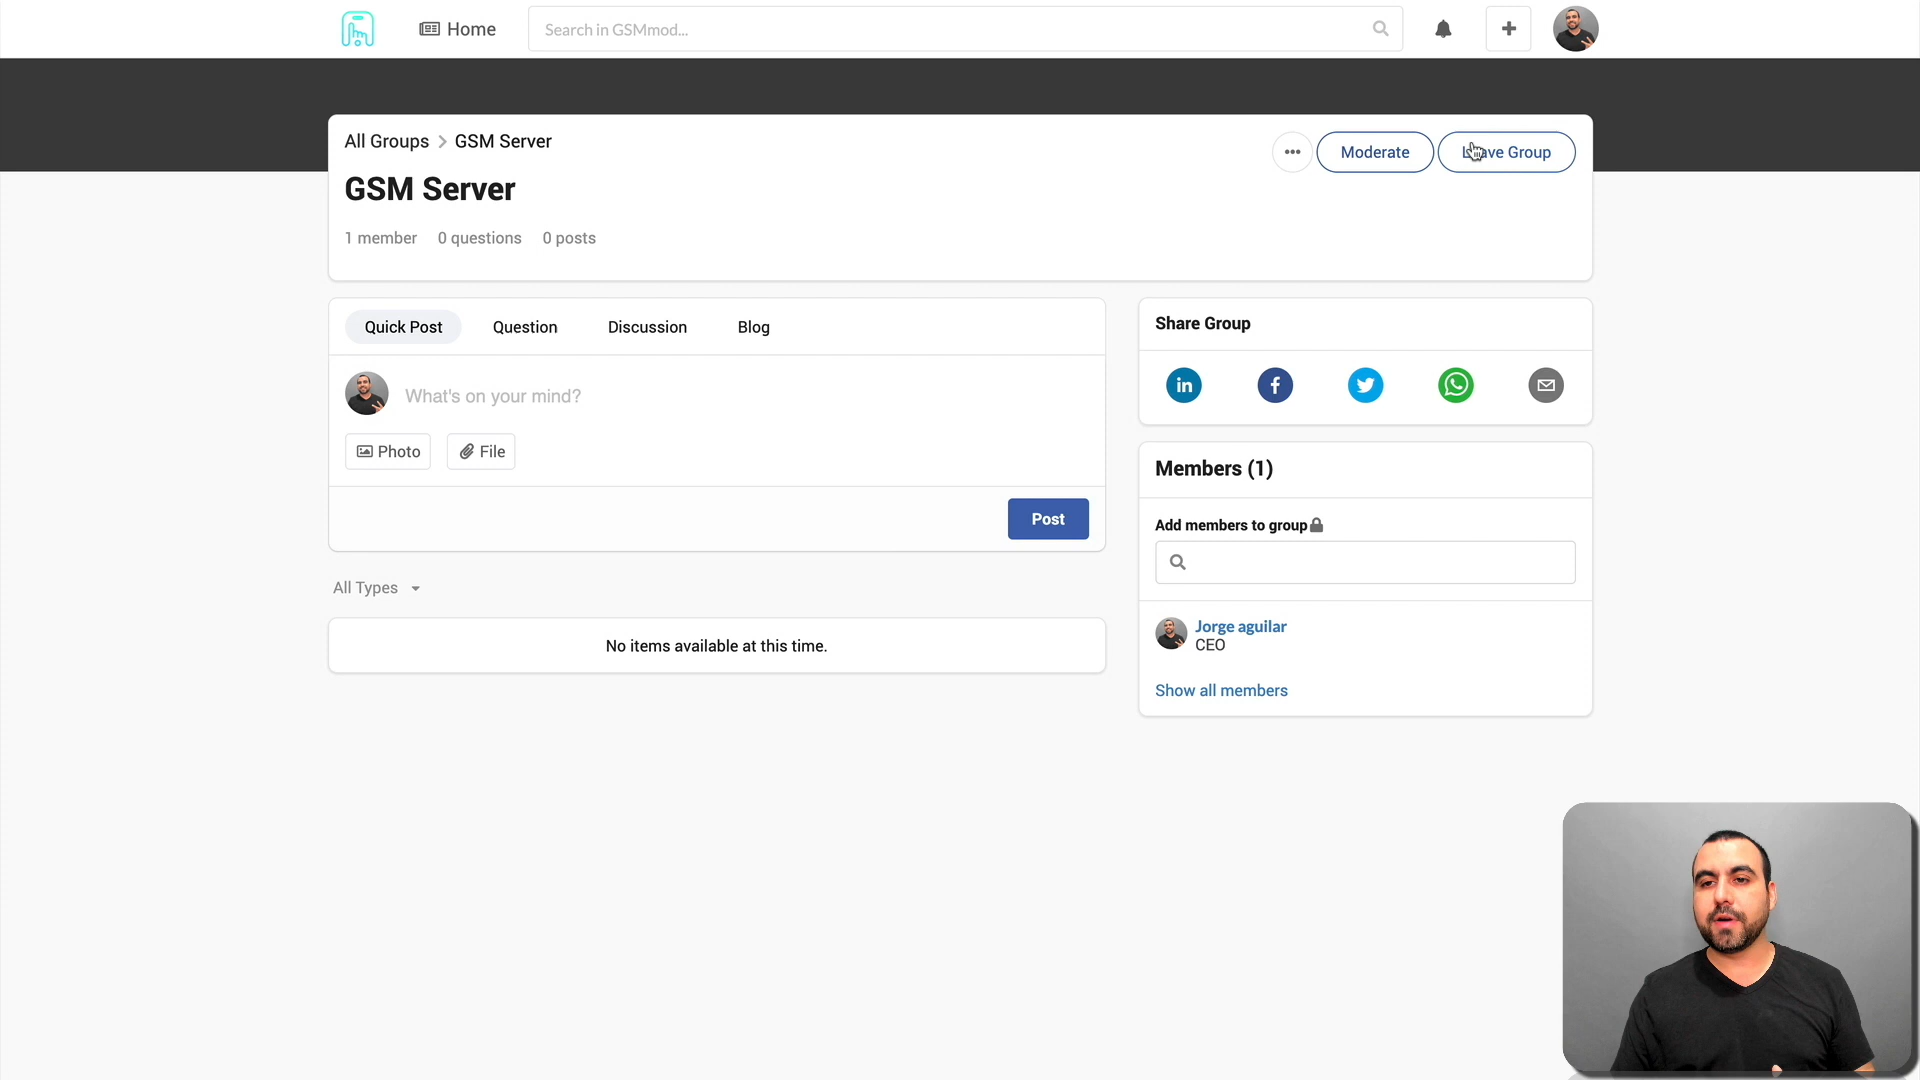 Home
Search in GSMmod...
All Groups > GSM Server
Moderate
Leave Group
GSM Server
1 member 0 questions 0 posts
Quick Post Question Discussion Blog
What's on your mind?
Photo File
Post
All Types
No items available at this time.
Share Group
in f
Members (1)
Add members to group
Jorge aguilar
CEO
Show all members